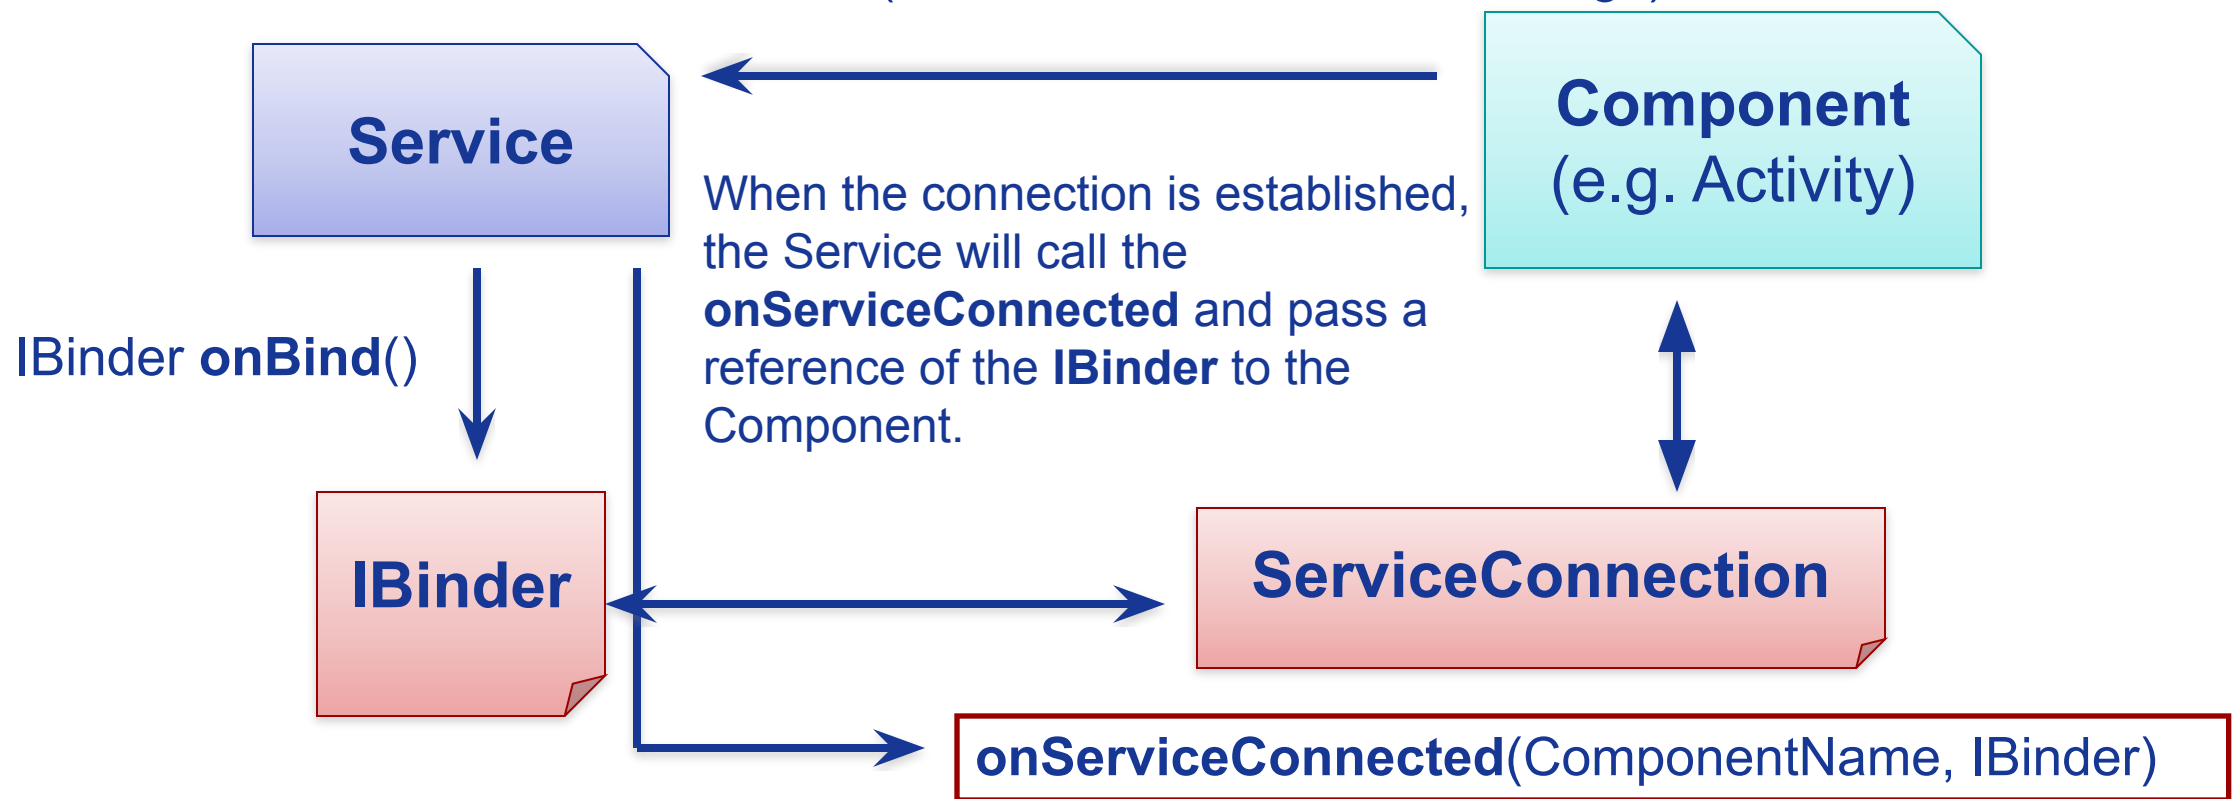 Service
Component
(e.g. Activity)
When the connection is established,
the Service will call the
onServiceConnected and pass a
reference of the IBinder to the
Component.
IBinder onBind()
IBinder
ServiceConnection
onServiceConnected(ComponentName, IBinder)